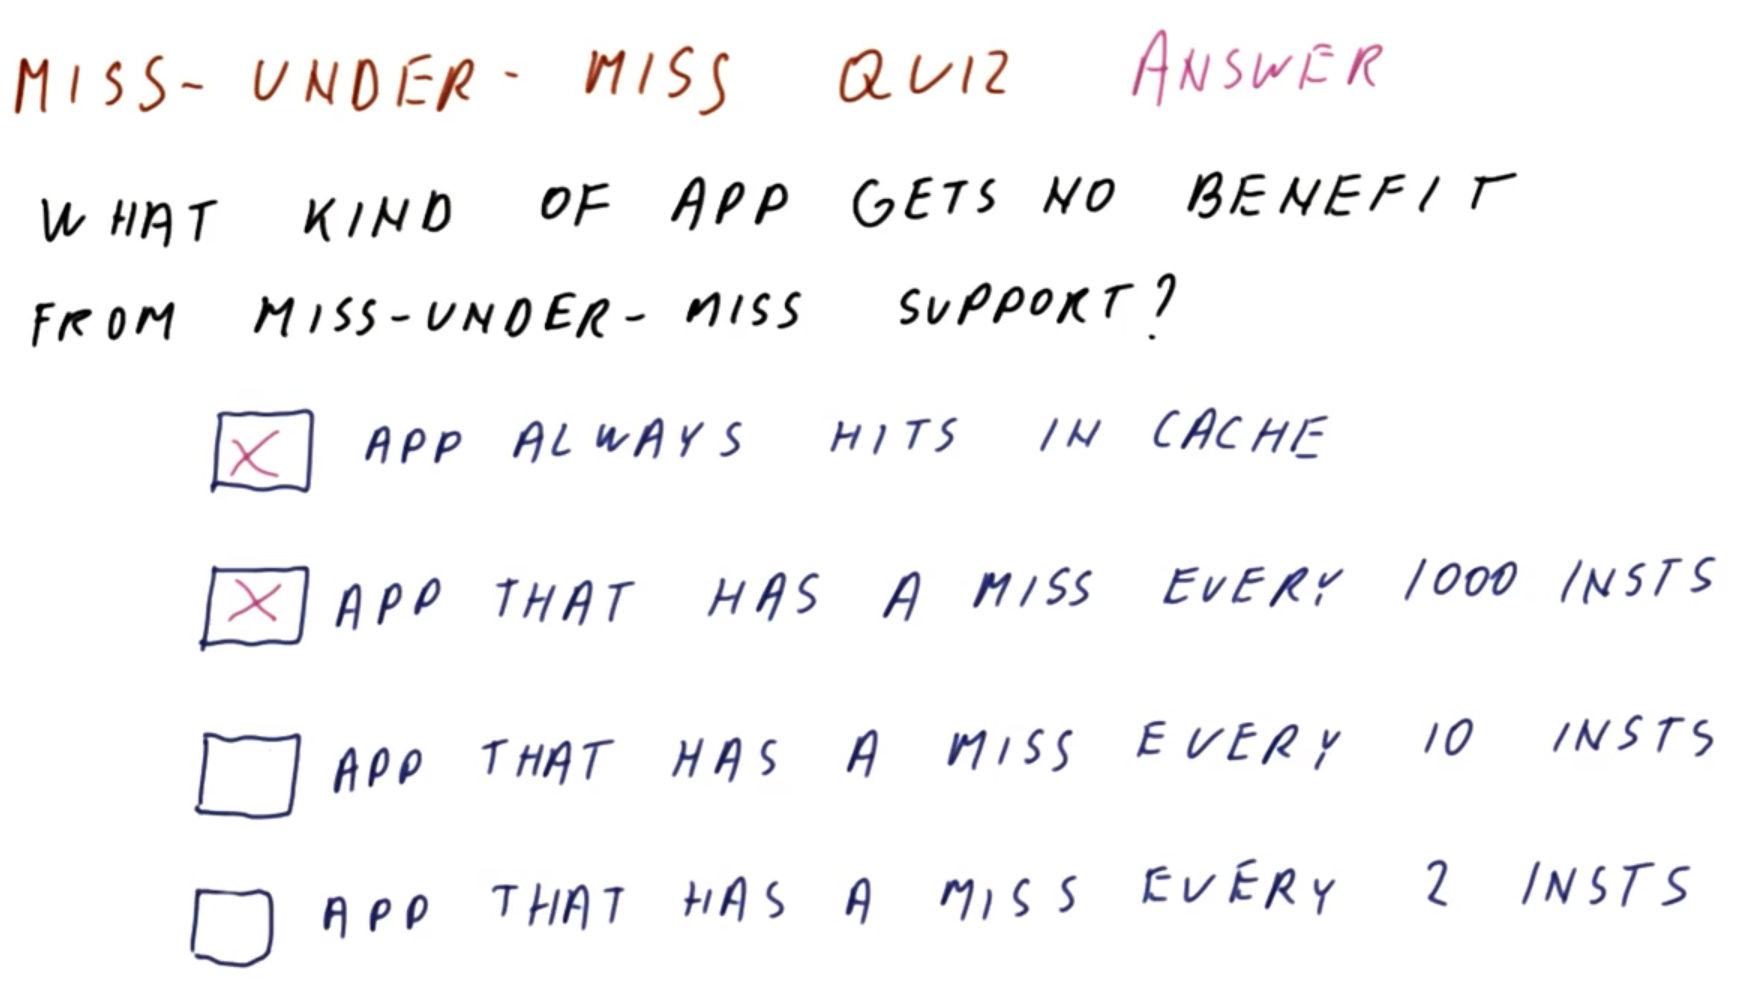 MISS-UNDER-MISS QUIZ ANSWER
WHAT KIND OF APP GETS NO BENEFIT
FROM MISS-UNDER-MISS SUPPORT?
X APP ALWAYS HITS IN CACHE
X APP THAT HAS A MISS EVERY 1000 INSTS
APP THAT HAS A MISS EVERY 10 INSTS
APP THAT HAS A MISS EVERY 2 INSTS